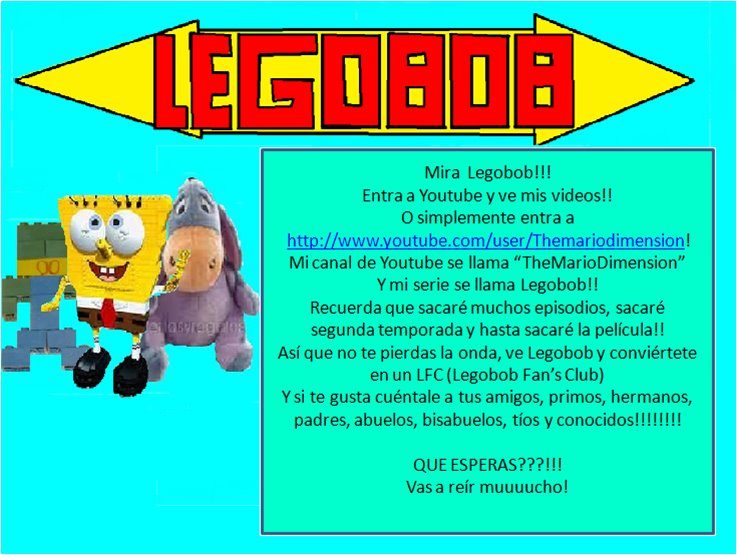 LEGOBOB
Mira Legobob!!!
Entra a Youtube y ve mis videos!!
O simplemente entra a
http://www.youtube.com/user/Themariodimension!
Mi canal de Youtube se llama “TheMarioDimension”
Y mi serie se llama Legobob!!
Recuerda que sacaré muchos episodios, sacaré
segunda temporada y hasta sacaré la película!!
Así que no te pierdas la onda, ve Legobob y conviértete
en un LFC (Legobob Fan’s Club)
Y si te gusta cuéntale a tus amigos, primos, hermanos,
padres, abuelos, bisabuelos, tíos y conocidos!!!!!!!!
QUE ESPERAS???!!!
Vas a reír muuuucho!